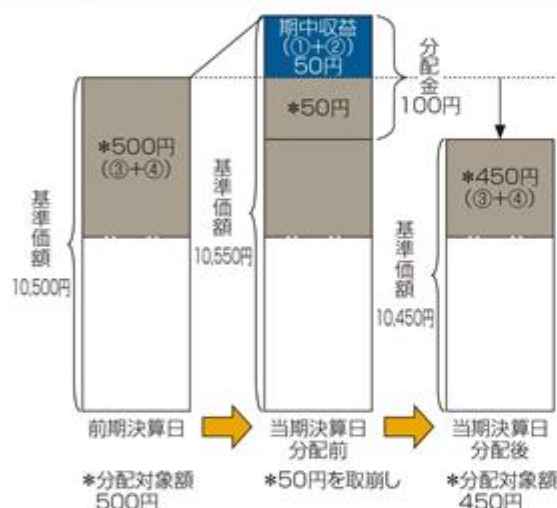 期中収益
(①+②)
50円
分配金
100円
*50円
*500円
(③+④)
*450円
(③+④)
基準価額
10,500円
基準価額
10,550円
基準価額
10,450円
前期決算日
当期決算日
分配前
当期決算日
分配後
*分配対象額
500円
*50円を取崩し
*分配対象額
450円